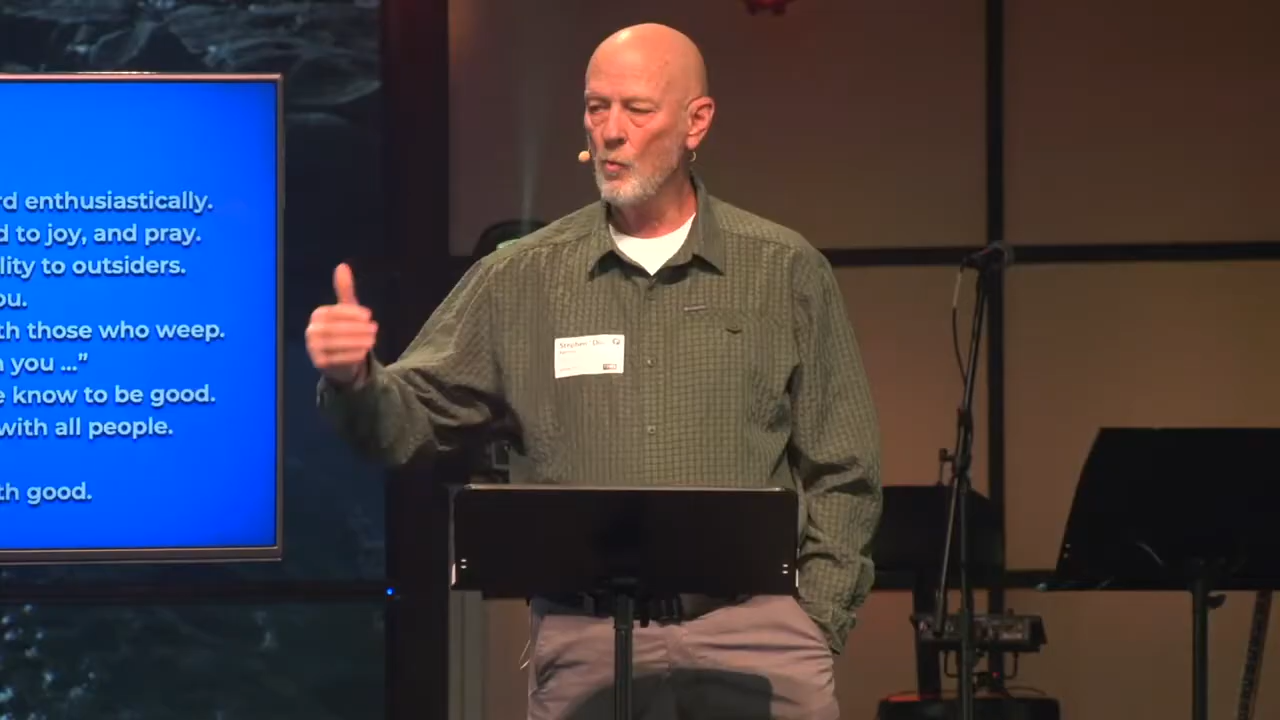 rd enthusiastically.
d to joy, and pray.
lity to outsiders.
ou.
th those who weep.
n you ..."
e know to be good.
with all people.
th good.
Stephen